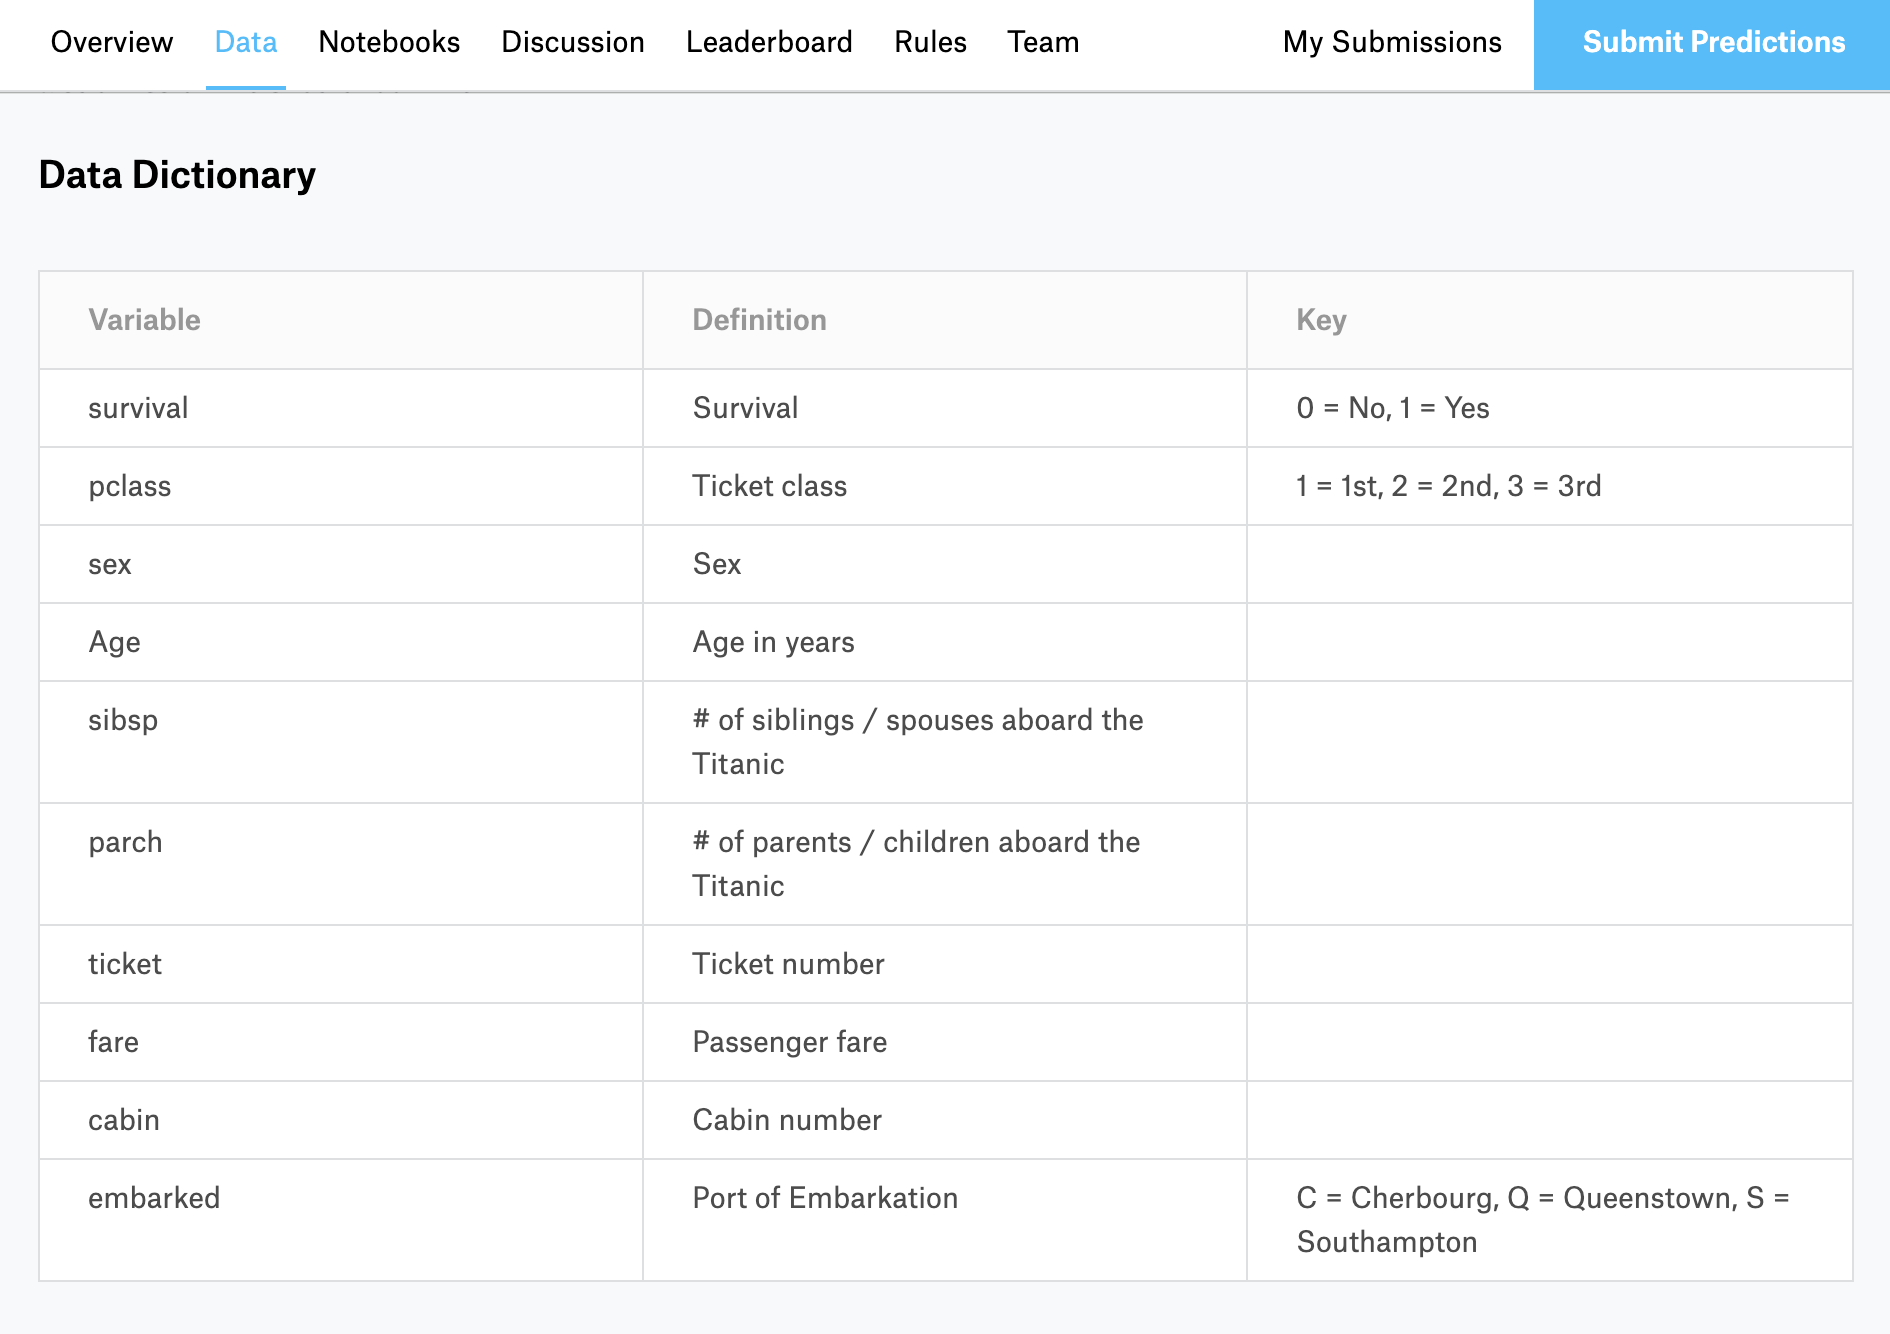 Overview Data Notebooks Discussion Leaderboard Rules Team My Submissions Submit Predictions
Data Dictionary
Variable Definition Key
survival Survival 0 = No, 1 = Yes
pclass Ticket class 1 = 1st, 2 = 2nd, 3 = 3rd
sex Sex
Age Age in years
sibsp # of siblings / spouses aboard the
Titanic
parch # of parents / children aboard the
Titanic
ticket Ticket number
fare Passenger fare
cabin Cabin number
embarked Port of Embarkation C = Cherbourg, Q = Queenstown, S =
Southampton